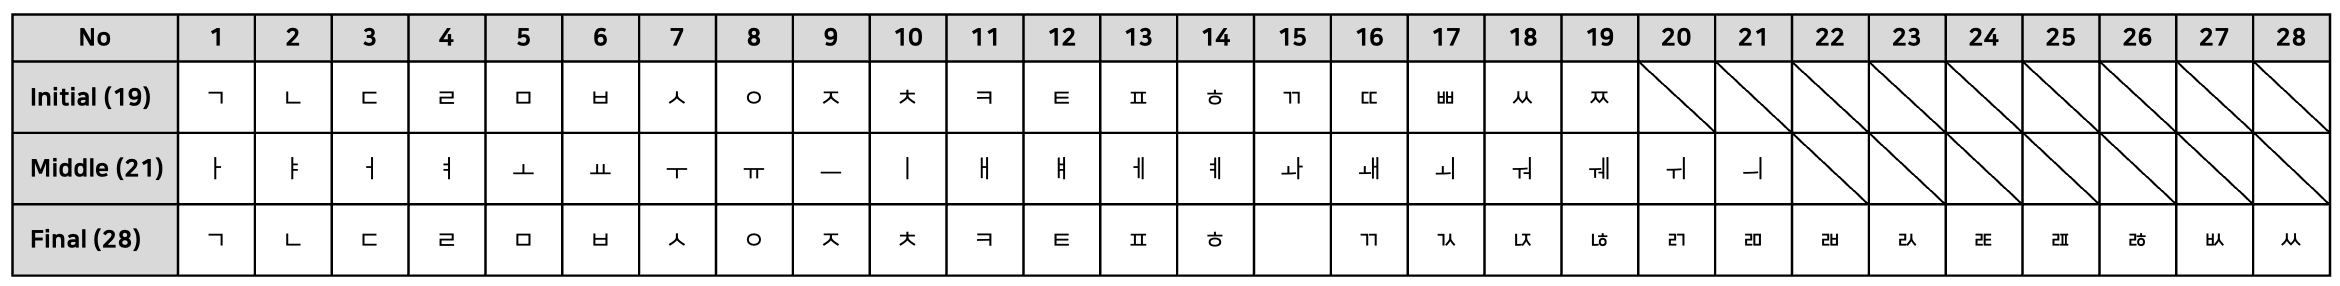 No 1 2 3 4 5 6 7 8 9 10 11 12 13 14 15 16 17 18 19 20 21 22 23 24 25 26 27 28
Initial (19) ㄱ ㄴ ㄷ ㄹ ㅁ ㅂ ㅅ ㅇ ㅈ ㅊ ㅋ ㅌ ㅍ ㅎ ㄲ ㄸ ㅃ ㅆ ㅉ
Middle (21) ㅏ ㅑ ㅓ ㅕ ㅗ ㅛ ㅜ ㅠ ㅡ ㅣ ㅐ ㅒ ㅔ ㅖ ㅘ ㅙ ㅚ ㅝ ㅞ ㅟ ㅢ
Final (28) ㄱ ㄴ ㄷ ㄹ ㅁ ㅂ ㅅ ㅇ ㅈ ㅊ ㅋ ㅌ ㅍ ㅎ ㄲ ㄳ ㄵ ㄶ ㄺ ㄻ ㄼ ㄽ ㄾ ㄿ ㅀ ㅄ ㅆ